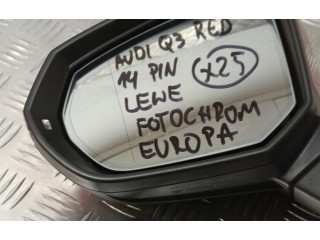 AUDI Q3 RED
14 PIN x25
LEWE
FOTOCHROM
EUROPA